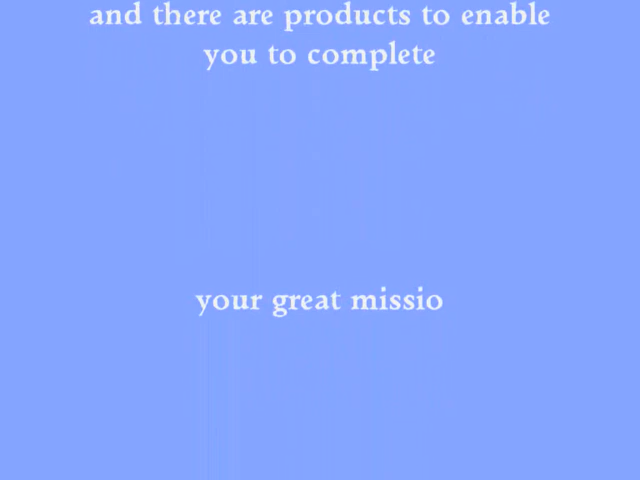 and there are products to enable
you to complete
your great missio